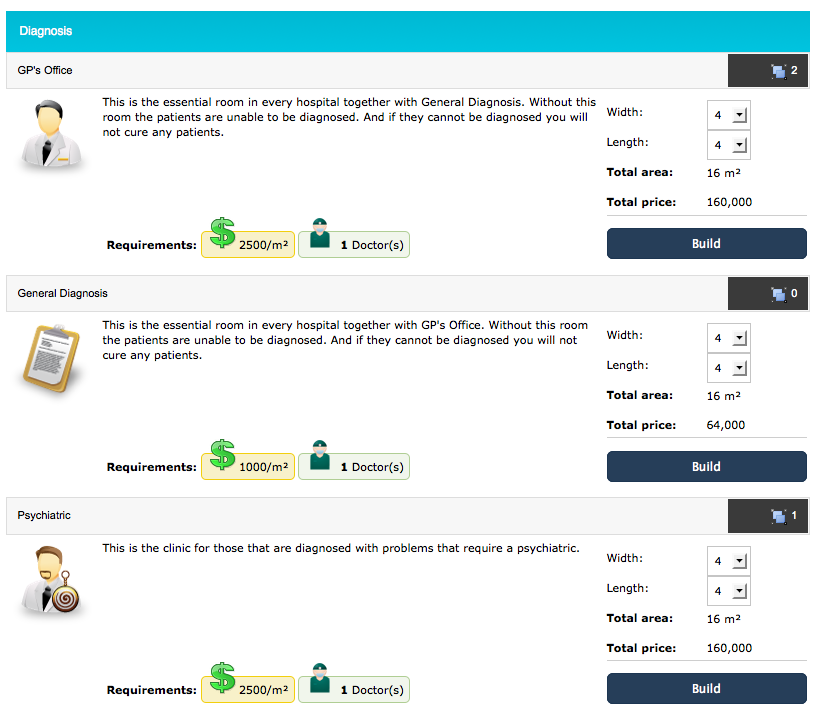 Diagnosis
GP's Office
2
This is the essential room in every hospital together with General Diagnosis. Without this
room the patients are unable to be diagnosed. And if they cannot be diagnosed you will
not cure any patients.
Width:
4
Length:
4
Total area:
16 m²
Total price:
160,000
Requirements:
2500/m²
1 Doctor(s)
Build
General Diagnosis
0
This is the essential room in every hospital together with GP's Office. Without this room
the patients are unable to be diagnosed. And if they cannot be diagnosed you will not
cure any patients.
Width:
4
Length:
4
Total area:
16 m²
Total price:
64,000
Requirements:
1000/m²
1 Doctor(s)
Build
Psychiatric
1
This is the clinic for those that are diagnosed with problems that require a psychiatric.
Width:
4
Length:
4
Total area:
16 m²
Total price:
160,000
Requirements:
2500/m²
1 Doctor(s)
Build